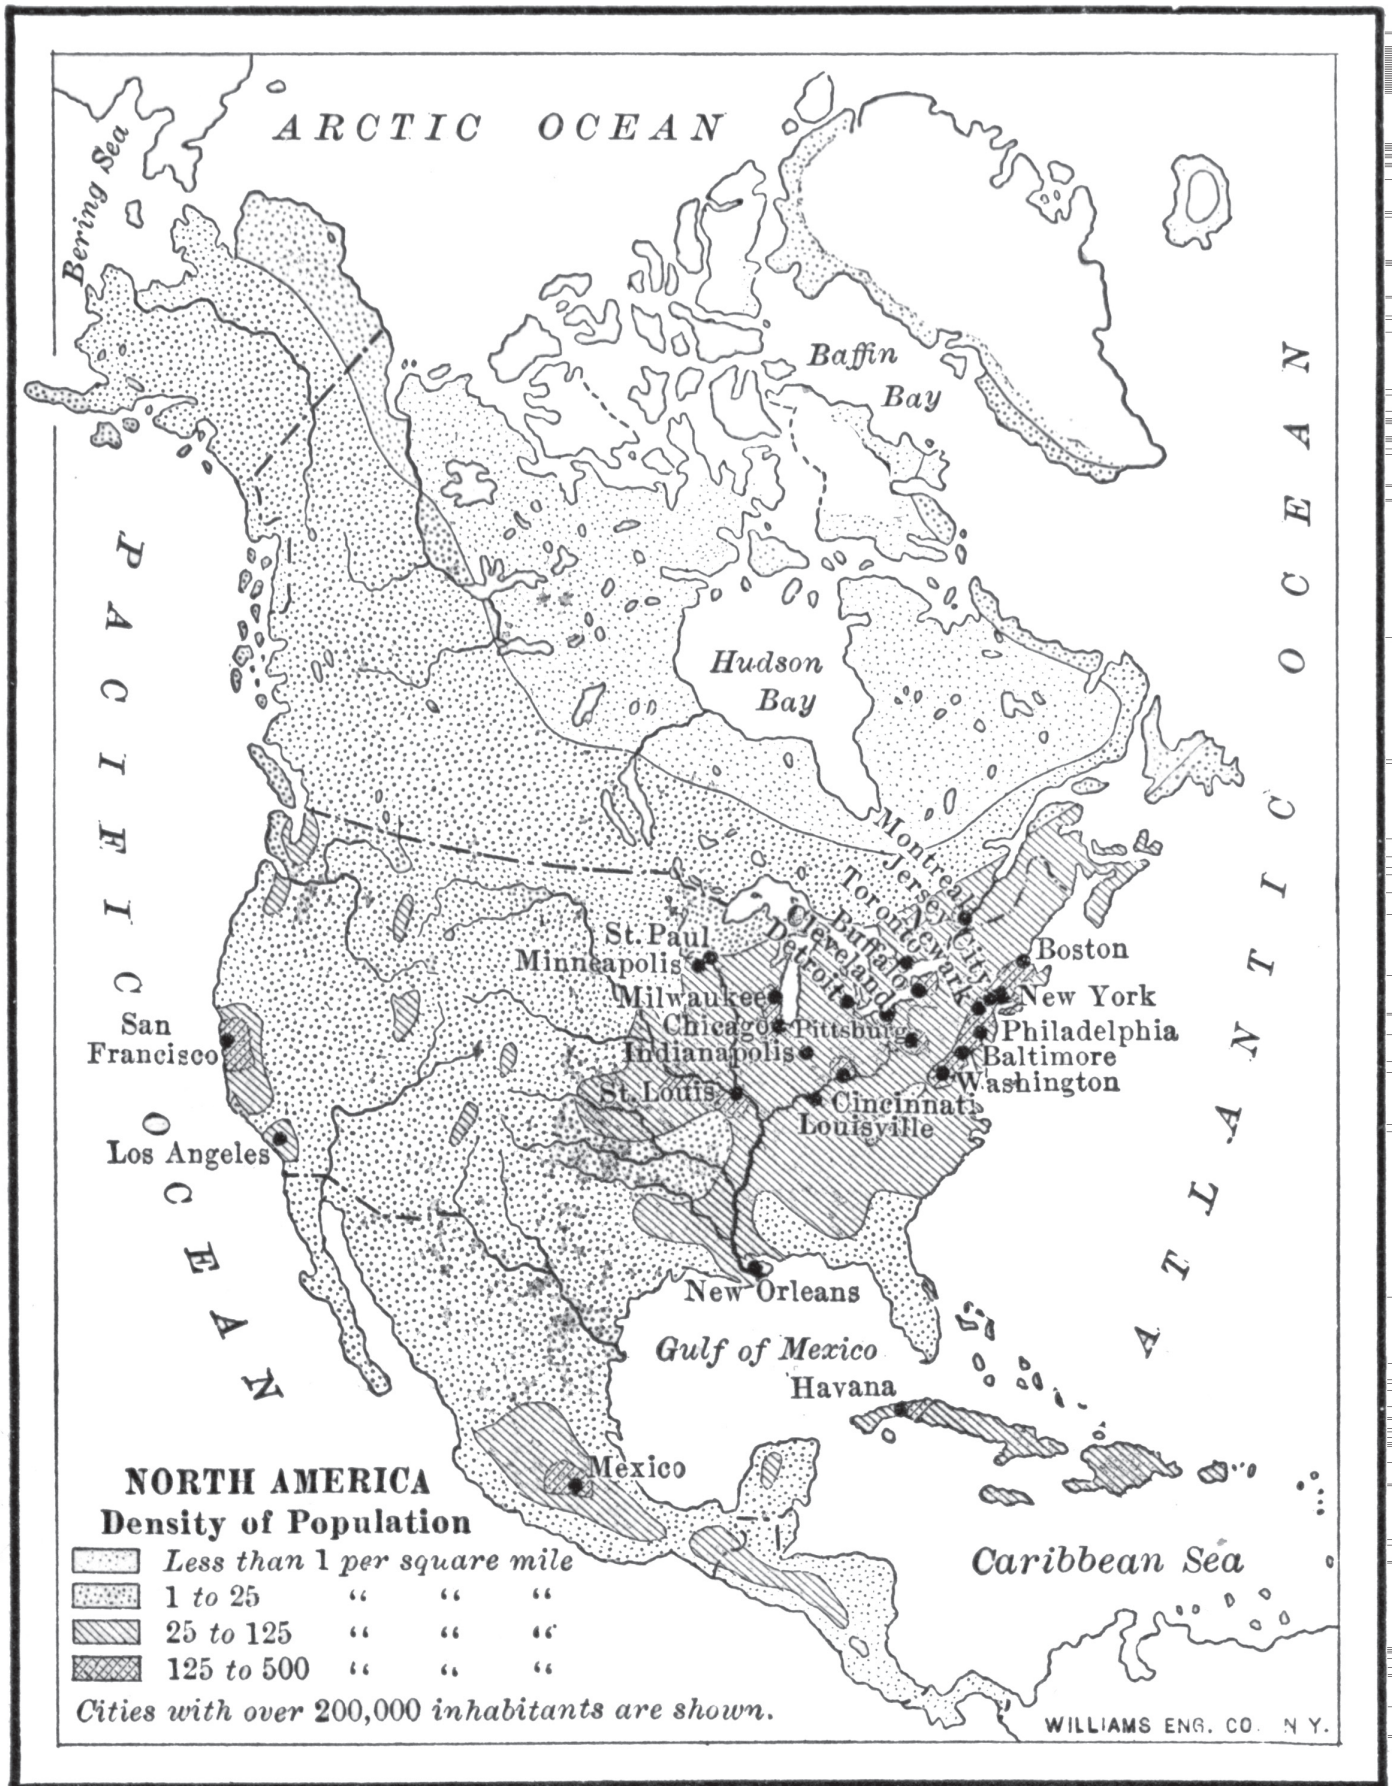 ARCTIC OCEAN
Bering Sea
Baffin
Bay
PACIFIC OCEAN
ATLANTIC OCEAN
Hudson
Bay
Montreal
Jersey City
Toronto
Newark
Buffalo
Cleveland
Detroit
St. Paul
Minneapolis
Boston
Milwaukee
New York
Chicago
Pittsburg
Philadelphia
San
Francisco
Indianapolis
Baltimore
Washington
St. Louis
Cincinnati
Louisville
Los Angeles
New Orleans
Gulf of Mexico
Havana
Mexico
Caribbean Sea
NORTH AMERICA
Density of Population
Less than 1 per square mile
1 to 25 “ “ “
25 to 125 “ “ “
125 to 500 “ “ “
Cities with over 200,000 inhabitants are shown.
WILLIAMS ENG. CO. N Y.